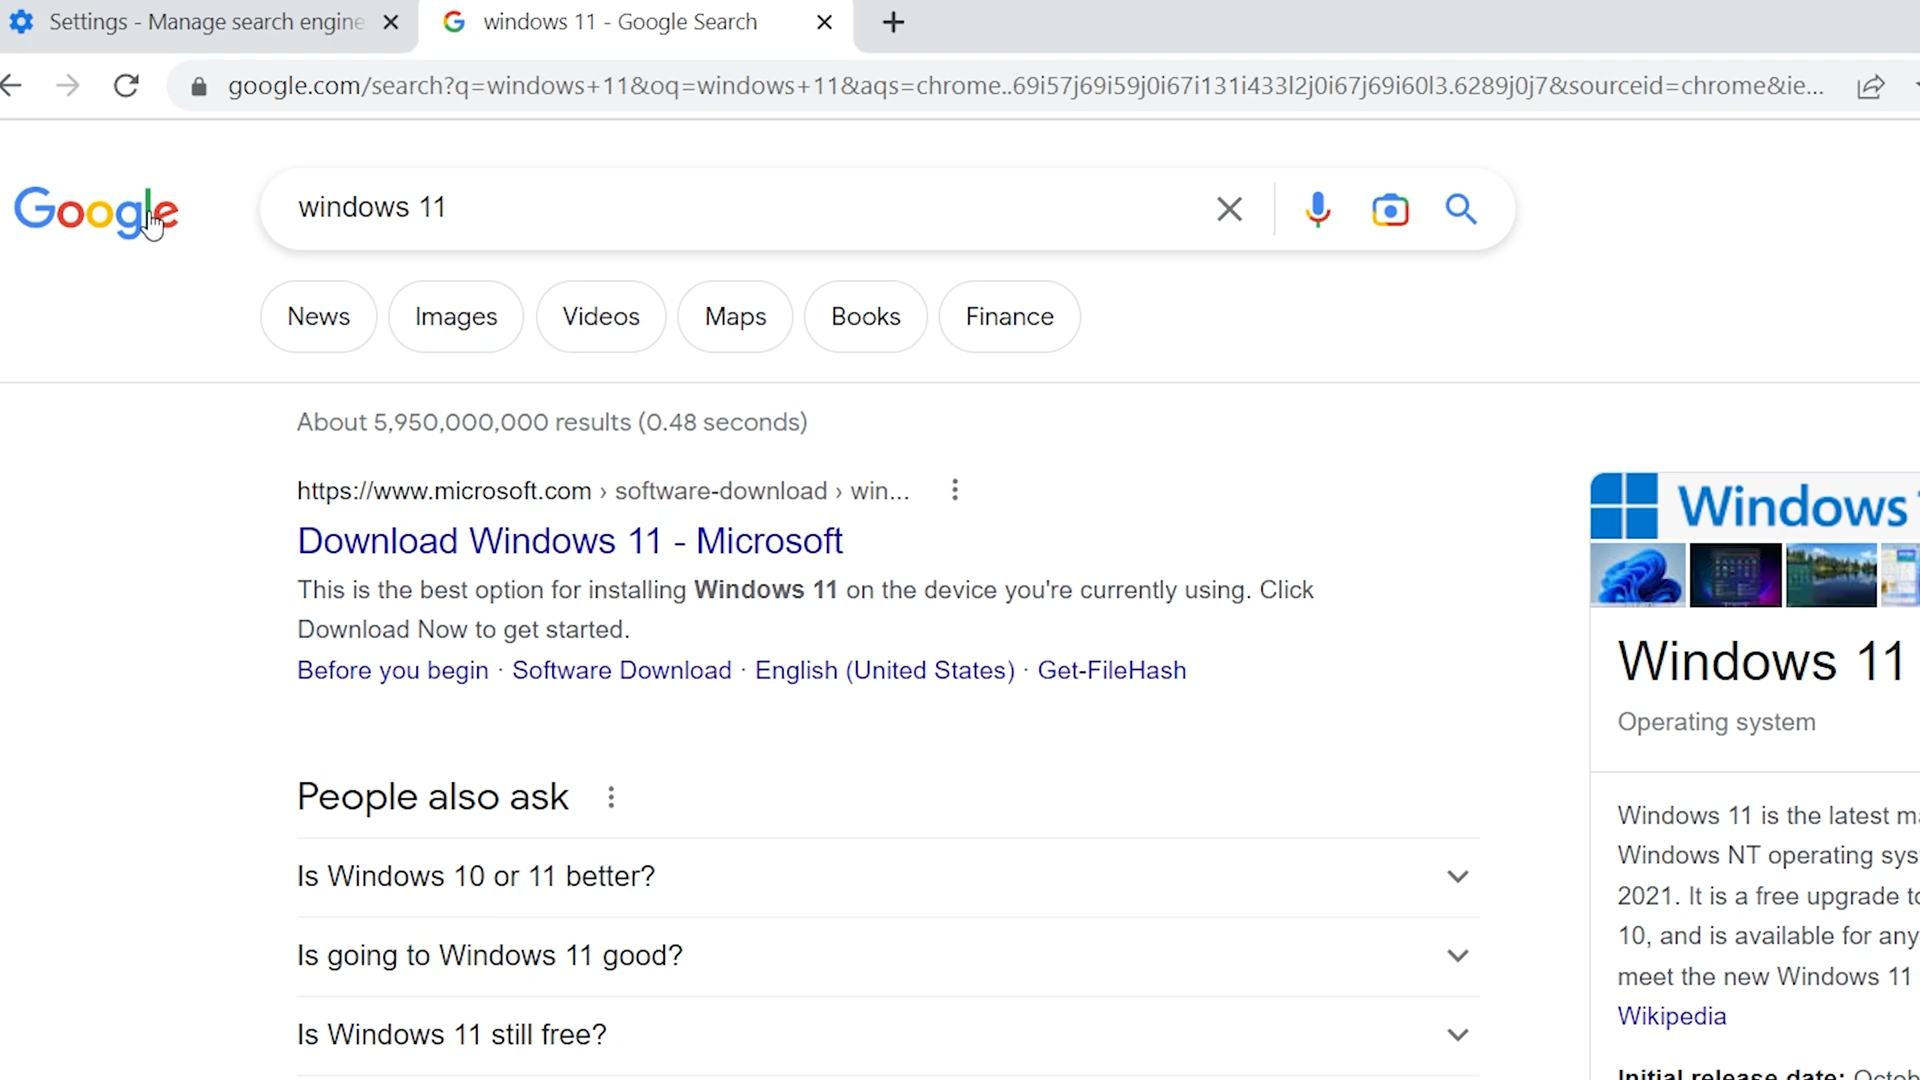 Settings - Manage search engine
windows 11 - Google Search
google.com/search?q=windows+11&oq=windows+11&aqs=chrome..69i57j69i59j0i67i131i433l2j0i67j69i60l3.6289j0j7&sourceid=chrome&ie...
Google
windows 11
News
Images
Videos
Maps
Books
Finance
About 5,950,000,000 results (0.48 seconds)
https://www.microsoft.com › software-download › win...
Download Windows 11 - Microsoft
This is the best option for installing Windows 11 on the device you're currently using. Click
Download Now to get started.
Before you begin · Software Download · English (United States) · Get-FileHash
People also ask
Is Windows 10 or 11 better?
Is going to Windows 11 good?
Is Windows 11 still free?
Windows
Windows 11
Operating system
Windows 11 is the latest
Windows NT operating
2021. It is a free upgrade
10, and is available for any
meet the new Windows 11
Wikipedia
Initial release date: